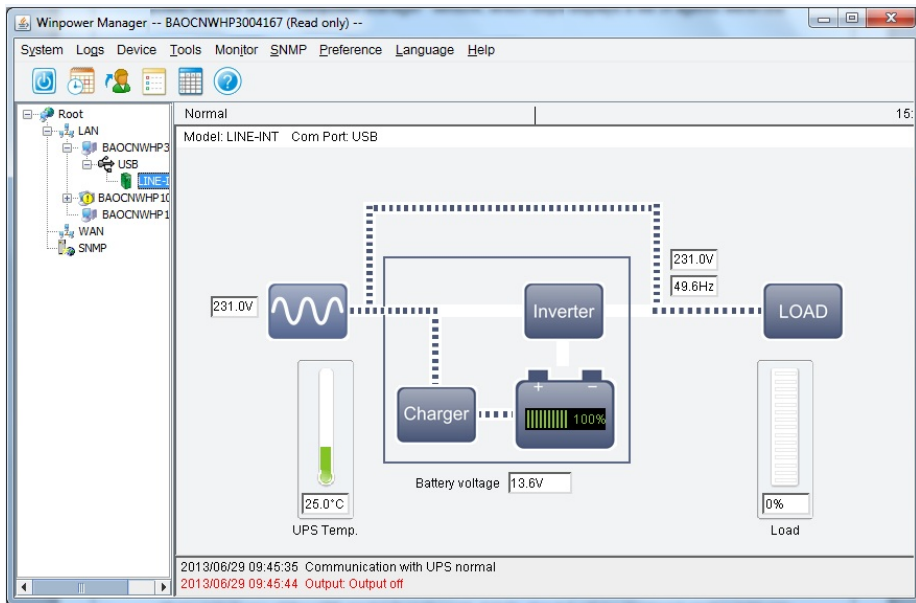 Winpower Manager -- BAOCNWHP3004167 (Read only) --
System Logs Device Tools Monitor SNMP Preference Language Help
Root
LAN
BAOCNWHP3
USB
LINE-I
BAOCNWHP10
BAOCNWHP1
WAN
SNMP
Normal
15:
Model: LINE-INT Com Port: USB
231.0V
Inverter
231.0V
49.6Hz
LOAD
Charger
+ −
100%
Battery voltage 13.6V
25.0°C
UPS Temp.
0%
Load
2013/06/29 09:45:35 Communication with UPS normal
2013/06/29 09:45:44 Output: Output off